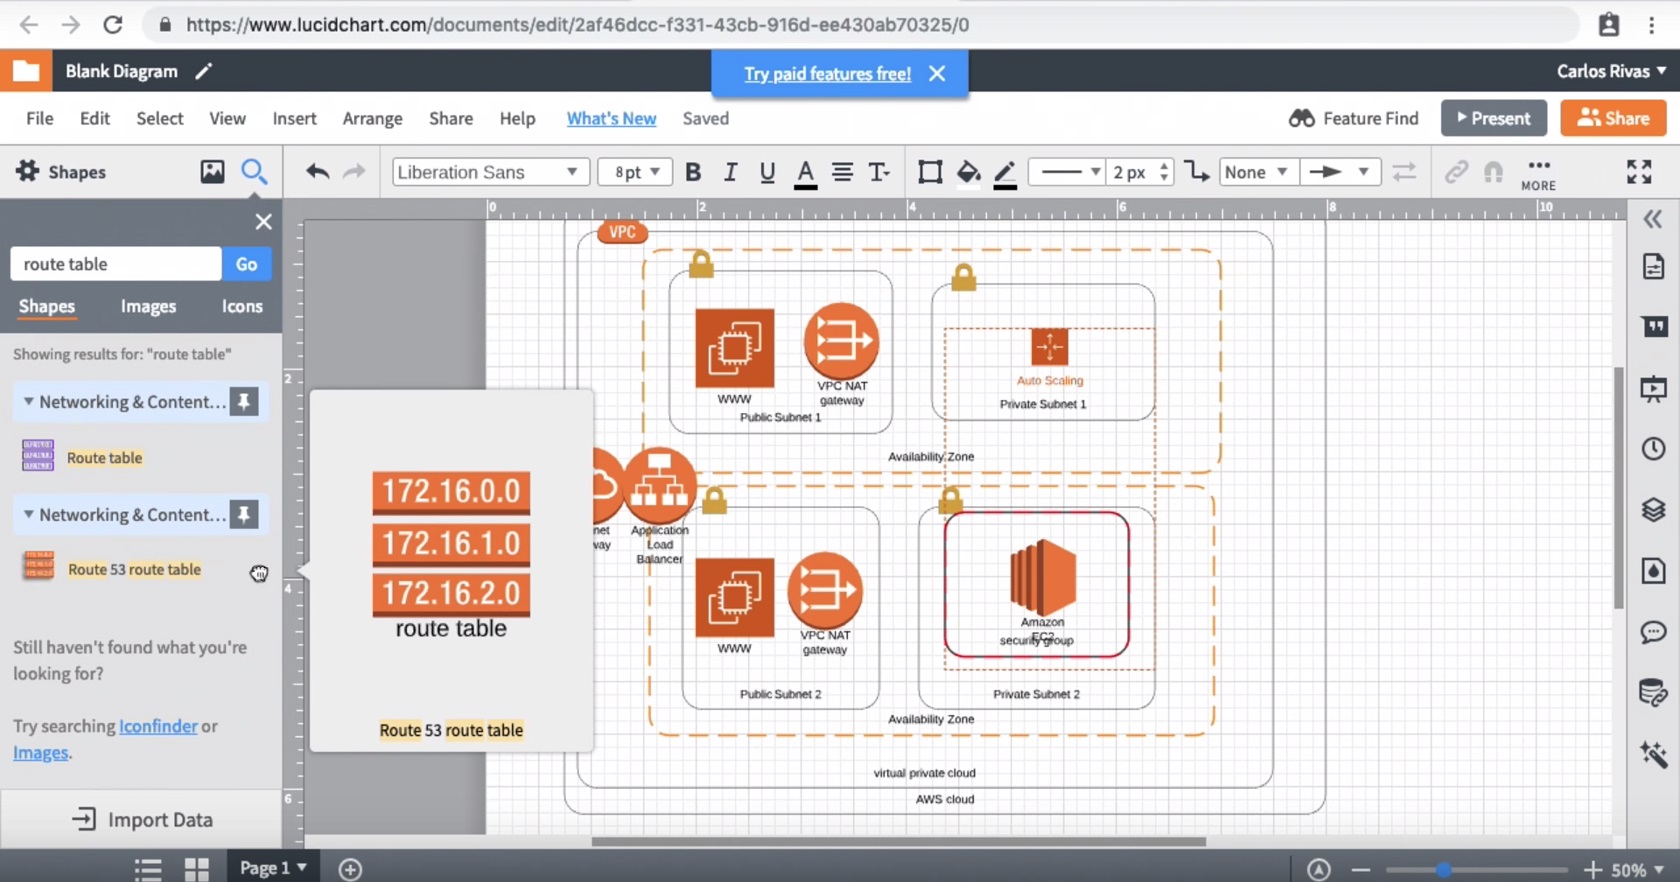 https://www.lucidchart.com/documents/edit/2af46dcc-f331-43cb-916d-ee430ab70325/0
Blank Diagram
Try paid features free!
Carlos Rivas
File Edit Select View Insert Arrange Share Help What's New Saved
Feature Find
Present
Share
Shapes
Liberation Sans
8pt
B I U A T
2 px
None
MORE
0 2 4 6 8 10
route table
Go
Shapes Images Icons
Showing results for: "route table"
Networking & Content...
Route table
Networking & Content...
Route 53 route table
Still haven't found what you're
looking for?
Try searching Iconfinder or
Images.
Import Data
2
4
6
172.16.0.0
172.16.1.0
172.16.2.0
route table
Route 53 route table
VPC
WWW
VPC NAT
gateway
Public Subnet 1
Auto Scaling
Private Subnet 1
Availability Zone
net
way
Application
Load
Balancer
WWW
VPC NAT
gateway
Public Subnet 2
Amazon
EC2
security group
Private Subnet 2
Availability Zone
virtual private cloud
AWS cloud
Page 1
50%